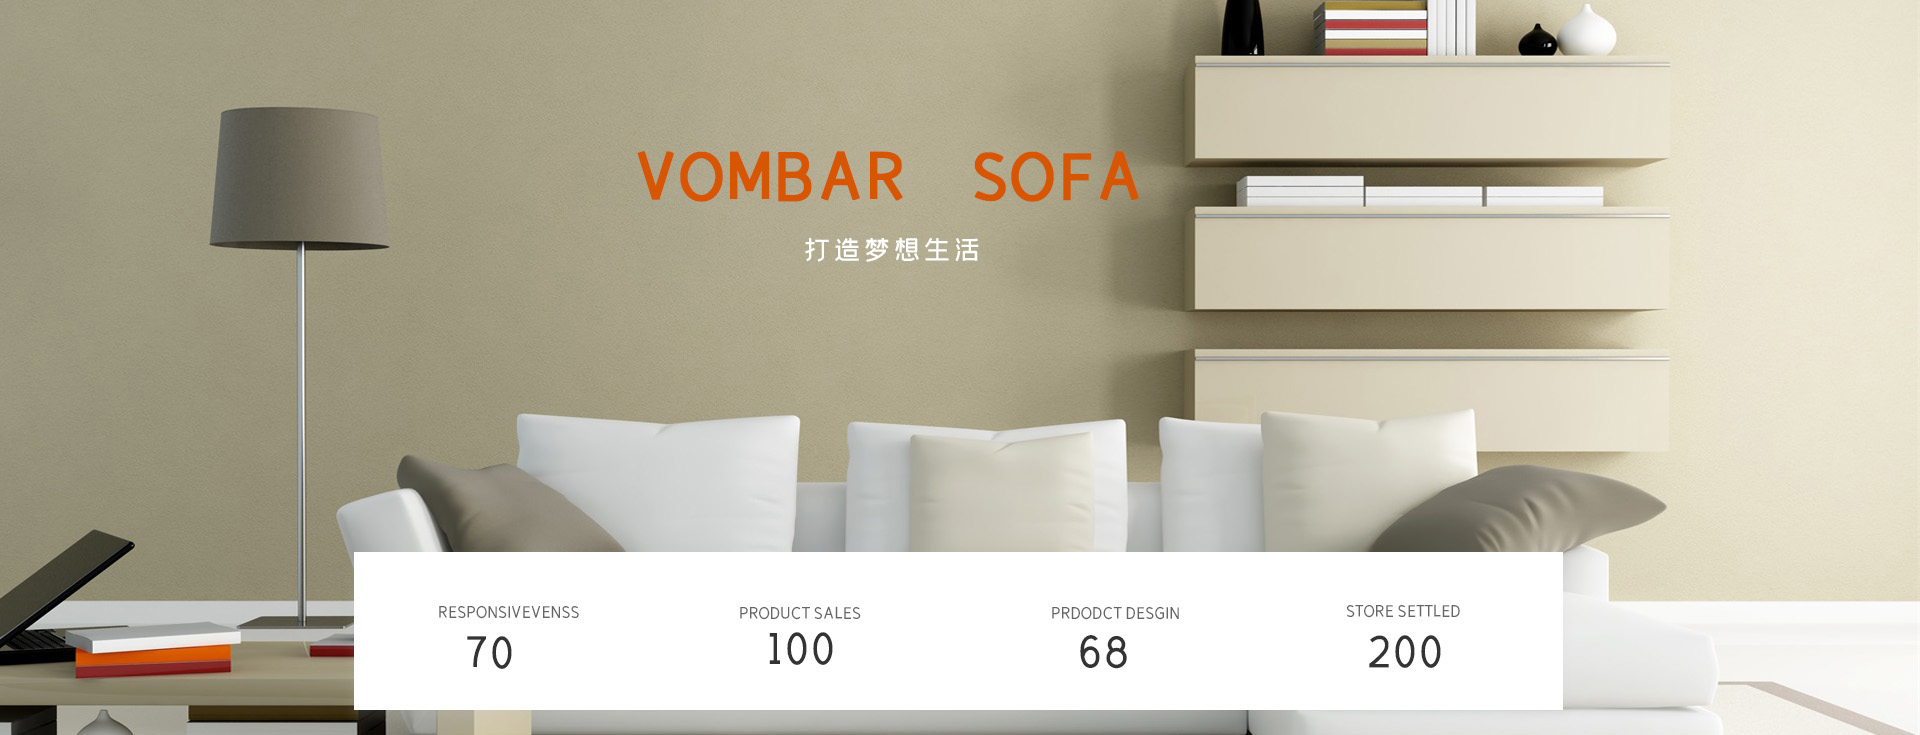 VOMBAR SOFA
打造梦想生活
RESPONSIVEVENSS
70
PRODUCT SALES
100
PRDODCT DESGIN
68
STORE SETTLED
200